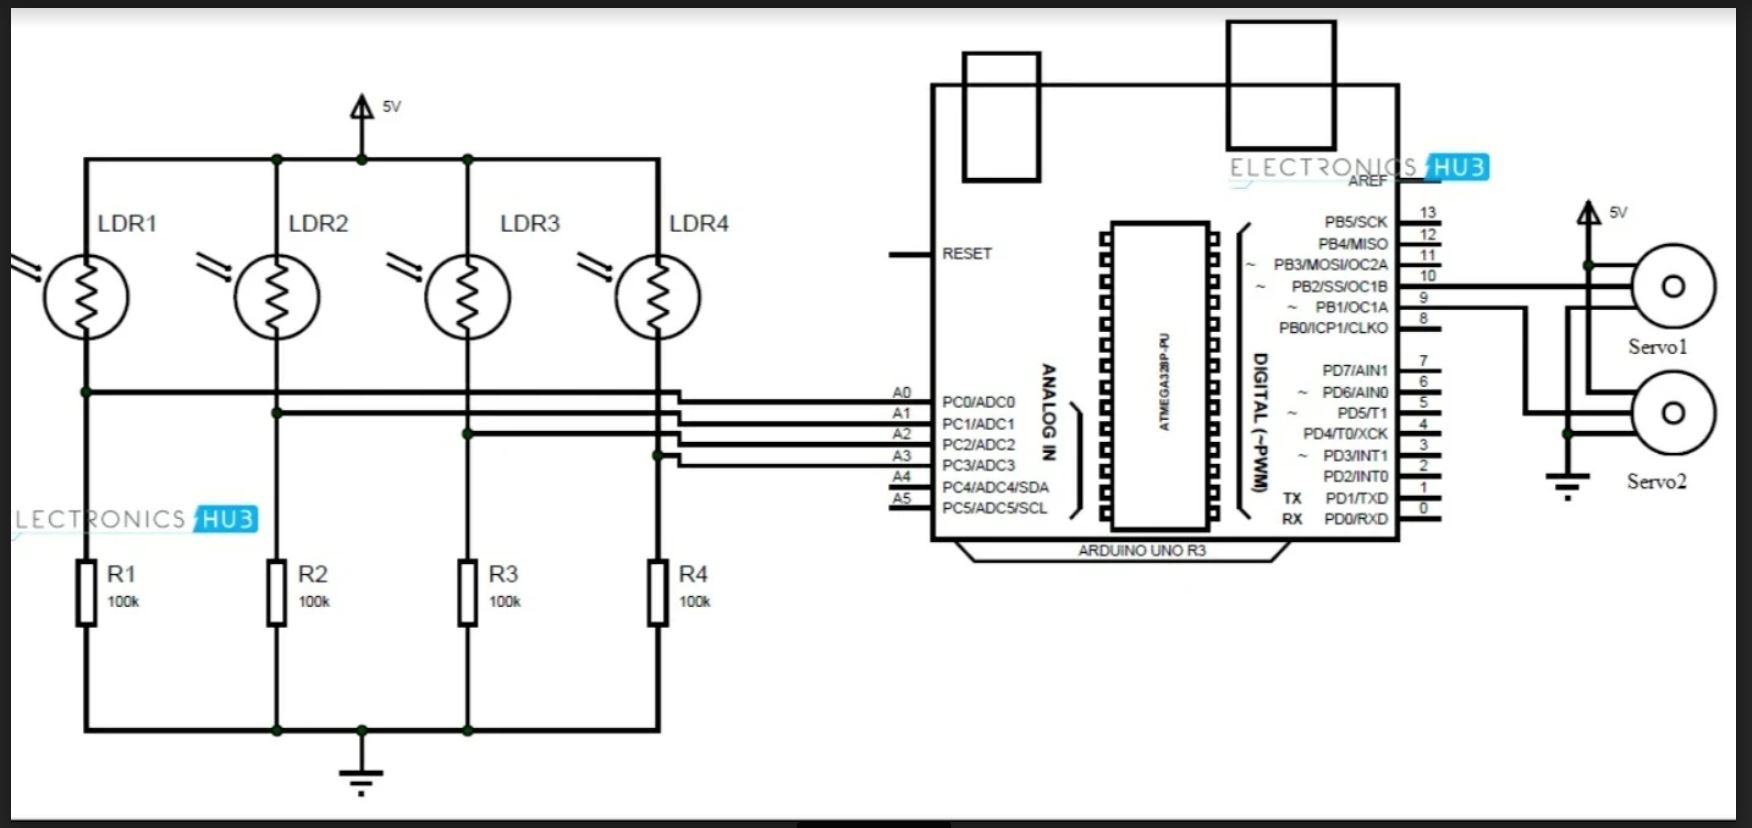 5V
LDR1
LDR2
LDR3
LDR4
R1
100k
R2
100k
R3
100k
R4
100k
LECTRONICS HU3
ELECTRONICS HU3
RESET
A0
A1
A2
A3
A4
A5
PC0/ADC0
PC1/ADC1
PC2/ADC2
PC3/ADC3
PC4/ADC4/SDA
PC5/ADC5/SCL
ANALOG IN
ATMEGA328P-PU
DIGITAL (~PWM)
AREF
PB5/SCK 13
PB4/MISO 12
~ PB3/MOSI/OC2A 11
~ PB2/SS/OC1B 10
~ PB1/OC1A 9
PB0/ICP1/CLKO 8
PD7/AIN1 7
~ PD6/AIN0 6
~ PD5/T1 5
PD4/T0/XCK 4
~ PD3/INT1 3
PD2/INT0 2
TX PD1/TXD 1
RX PD0/RXD 0
ARDUINO UNO R3
5V
Servo1
Servo2